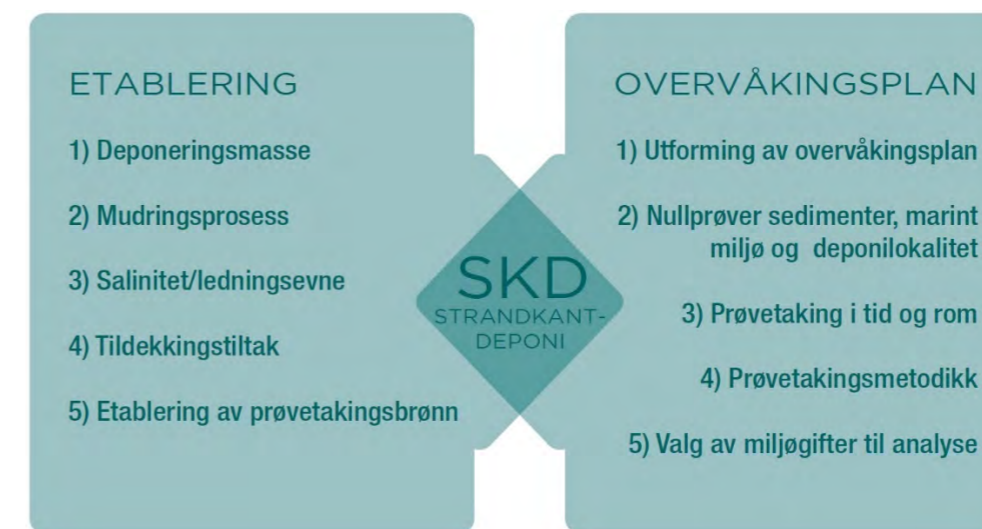 ETABLERING
1) Deponeringsmasse
2) Mudringsprosess
3) Salinitet/ledningsevne
4) Tildekkingstiltak
5) Etablering av prøvetakingsbrønn
SKD
STRANDKANT-
DEPONI
OVERVÅKINGSPLAN
1) Utforming av overvåkingsplan
2) Nullprøver sedimenter, marint
miljø og deponilokalitet
3) Prøvetaking i tid og rom
4) Prøvetakingsmetodikk
5) Valg av miljøgifter til analyse